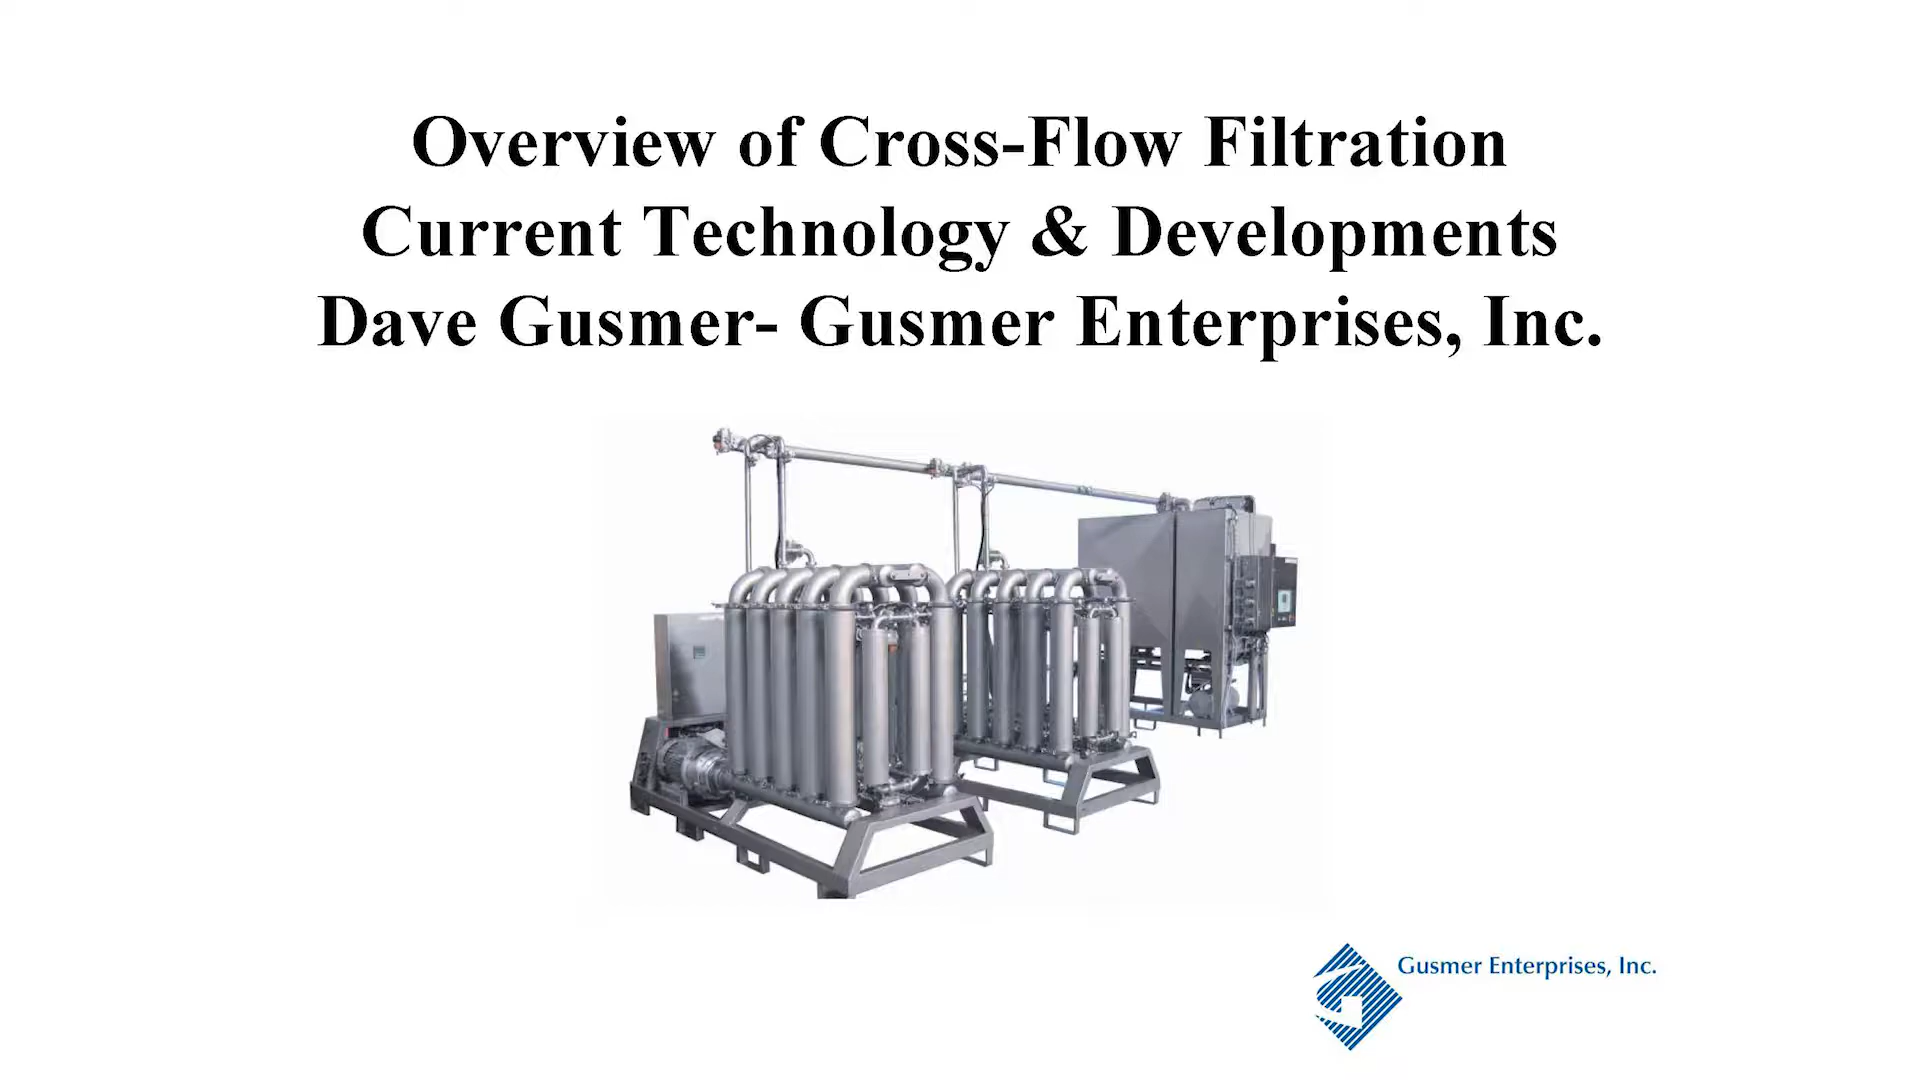 Overview of Cross-Flow Filtration
Current Technology & Developments
Dave Gusmer- Gusmer Enterprises, Inc.
Gusmer Enterprises, Inc.